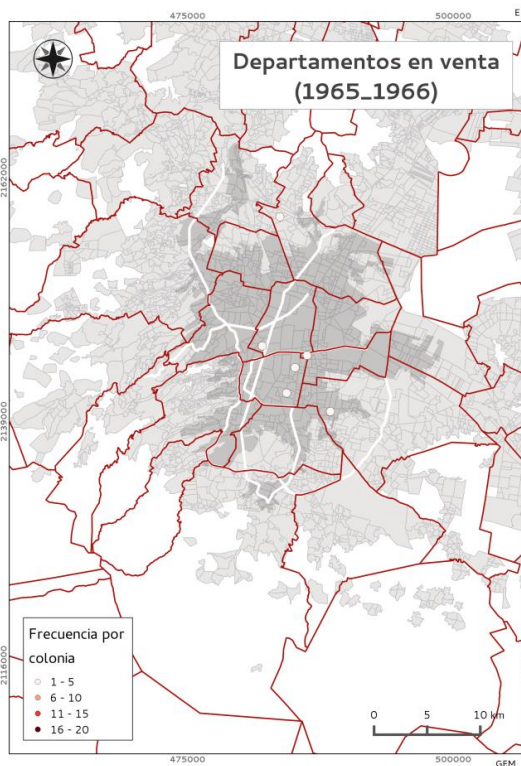 475000
500000
E
Departamentos en venta
(1965_1966)
2162000
2139000
2116000
Frecuencia por
colonia
1 - 5
6 - 10
11 - 15
16 - 20
0
5
10 km
475000
500000
GEM